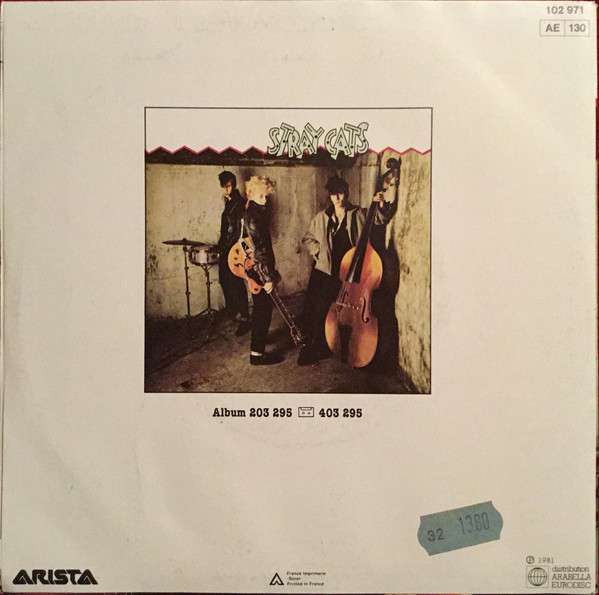 102 971
AE 130
STRAY CATS
Album 203 295 403 295
32 1380
ARISTA
France Imprimerie
Printed in France
℗ 1981
distribution
ARABELLA
EURODISC